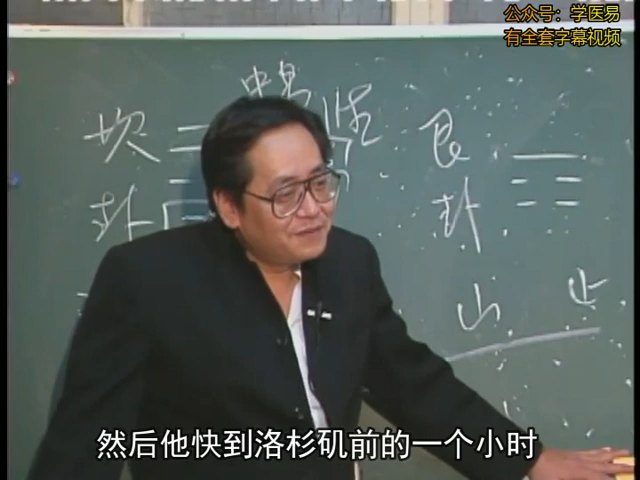 公众号：学医易
有全套字幕视频
坎
卦
艮
卦
山 止
然后他快到洛杉矶前的一个小时